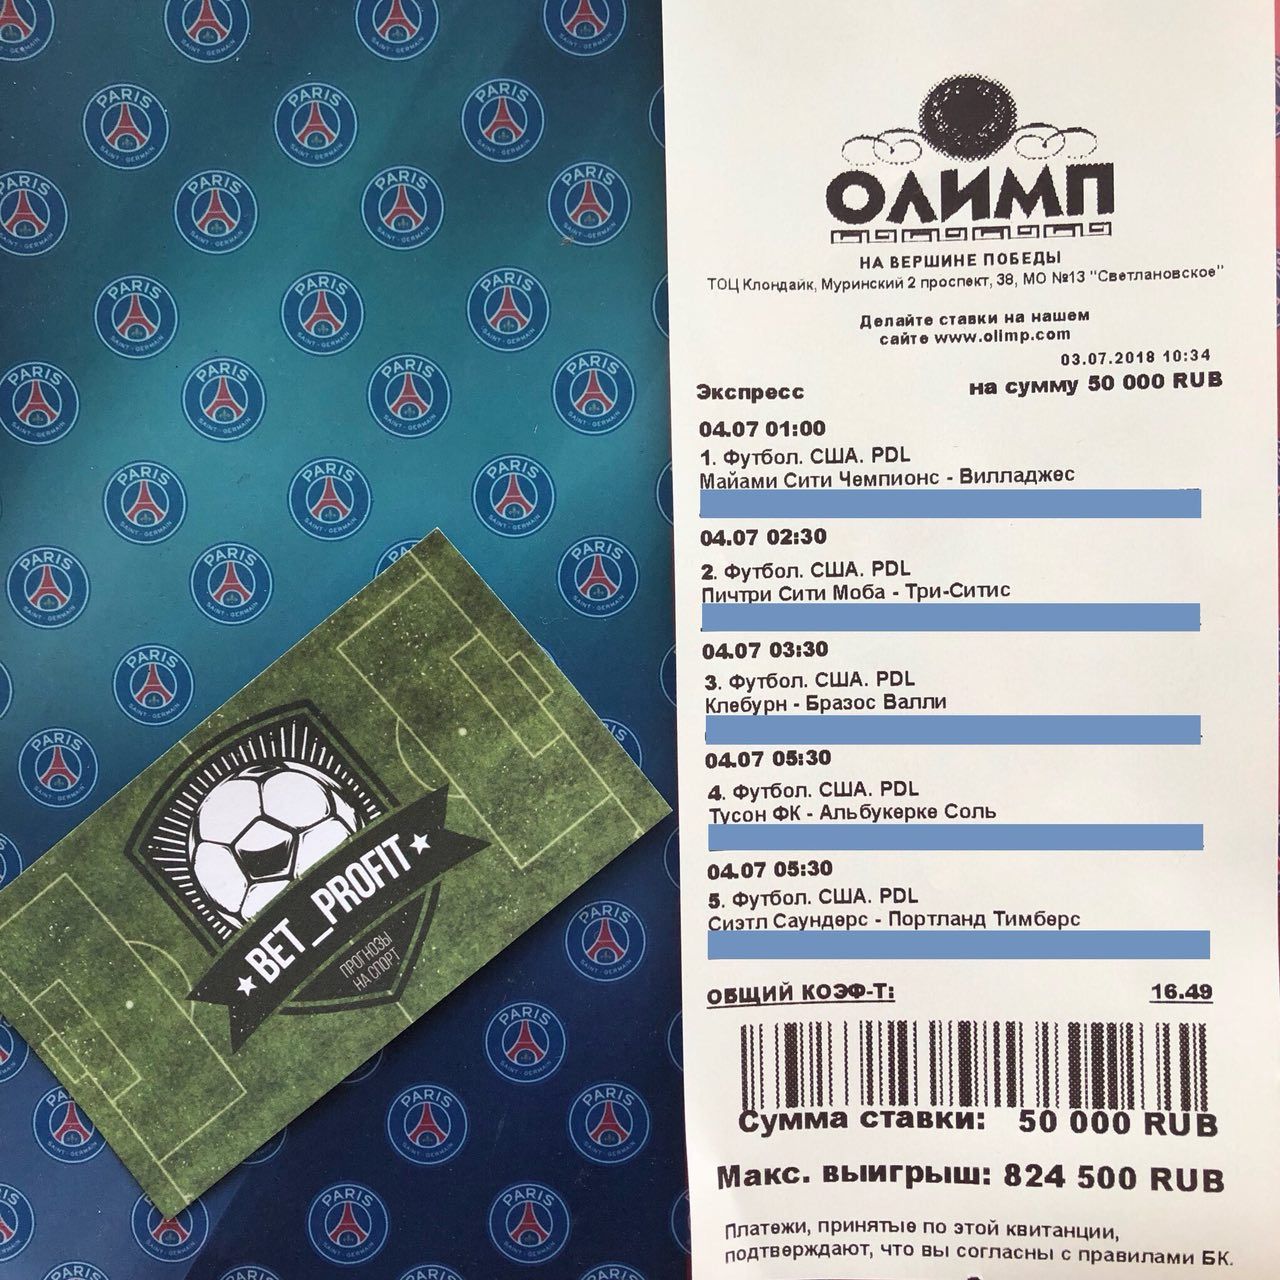 ОЛИМП
НА ВЕРШИНЕ ПОБЕДЫ
ТОЦ Клондайк, Муринский 2 проспект, 38, МО №13 "Светлановское"
Делайте ставки на нашем
сайте www.olimp.com
03.07.2018 10:34
Экспресс на сумму 50 000 RUB
04.07 01:00
1. Футбол. США. PDL
Майами Сити Чемпионс - Вилладжес
04.07 02:30
2. Футбол. США. PDL
Пичтри Сити Моба - Три-Ситис
04.07 03:30
3. Футбол. США. PDL
Клебурн - Бразос Валли
04.07 05:30
4. Футбол. США. PDL
Тусон ФК - Альбукерке Соль
04.07 05:30
5. Футбол. США. PDL
Сиэтл Саундерс - Портланд Тимберс
ОБЩИЙ КОЭФ-Т: 16.49
Сумма ставки: 50 000 RUB
Макс. выигрыш: 824 500 RUB
Платежи, принятые по этой квитанции,
подтверждают, что вы согласны с правилами БК.
BET_PROFIT
ПРОГНОЗЫ
НА СПОРТ
PARIS
SAINT-GERMAIN